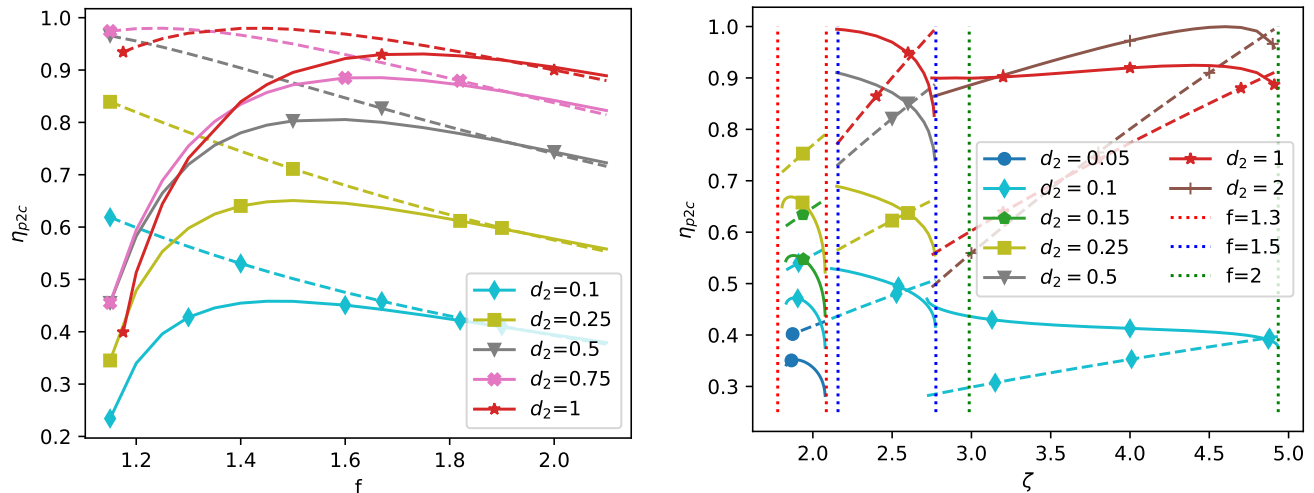 1.0
0.9
0.8
0.7
0.6
0.5
0.4
0.3
0.2
η_{p2c}
1.2 1.4 1.6 1.8 2.0
f
d_2=0.1
d_2=0.25
d_2=0.5
d_2=0.75
d_2=1
1.0
0.9
0.8
0.7
0.6
0.5
0.4
0.3
η_{p2c}
2.0 2.5 3.0 3.5 4.0 4.5 5.0
ζ
d_2 = 0.05
d_2 = 0.1
d_2 = 0.15
d_2 = 0.25
d_2 = 0.5
d_2 = 1
d_2 = 2
f=1.3
f=1.5
f=2